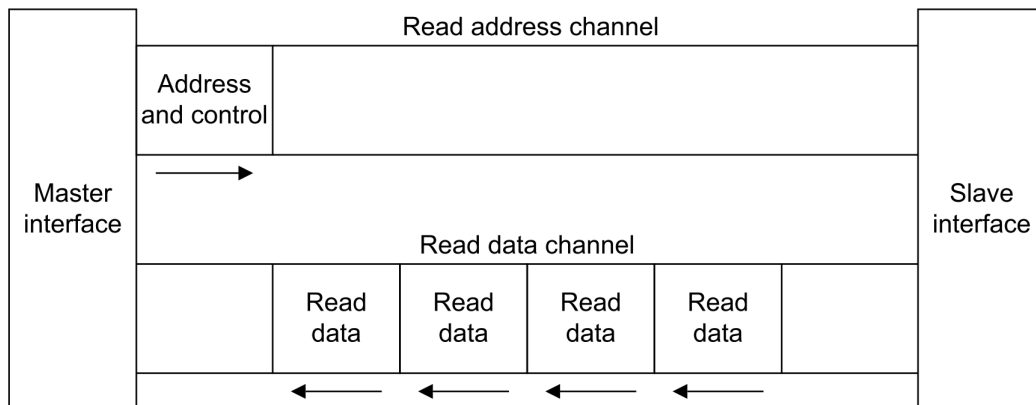 Read address channel
Address
and control
Master
interface
Slave
interface
Read data channel
Read
data
Read
data
Read
data
Read
data